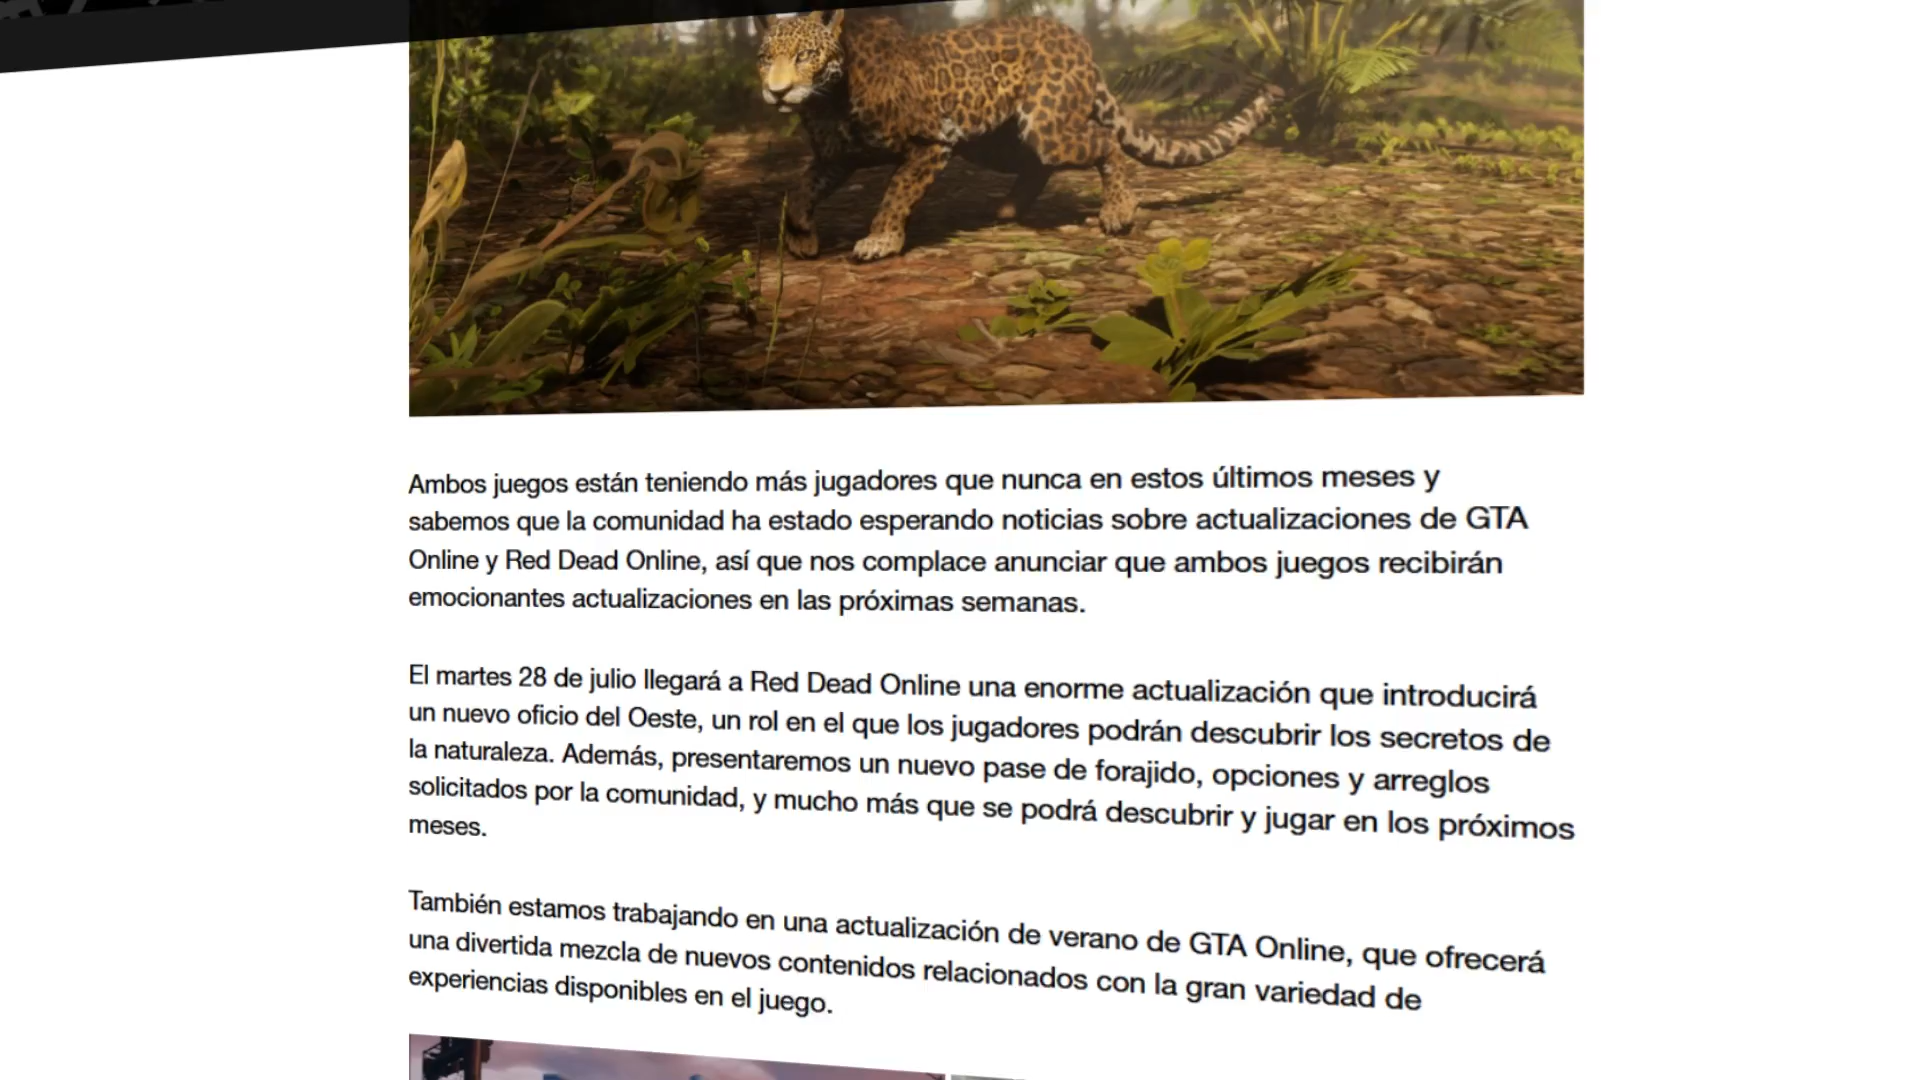 Ambos juegos están teniendo más jugadores que nunca en estos últimos meses y
sabemos que la comunidad ha estado esperando noticias sobre actualizaciones de GTA
Online y Red Dead Online, así que nos complace anunciar que ambos juegos recibirán
emocionantes actualizaciones en las próximas semanas.
El martes 28 de julio llegará a Red Dead Online una enorme actualización que introducirá
un nuevo oficio del Oeste, un rol en el que los jugadores podrán descubrir los secretos de
la naturaleza. Además, presentaremos un nuevo pase de forajido, opciones y arreglos
solicitados por la comunidad, y mucho más que se podrá descubrir y jugar en los próximos
meses.
También estamos trabajando en una actualización de verano de GTA Online, que ofrecerá
una divertida mezcla de nuevos contenidos relacionados con la gran variedad de
experiencias disponibles en el juego.